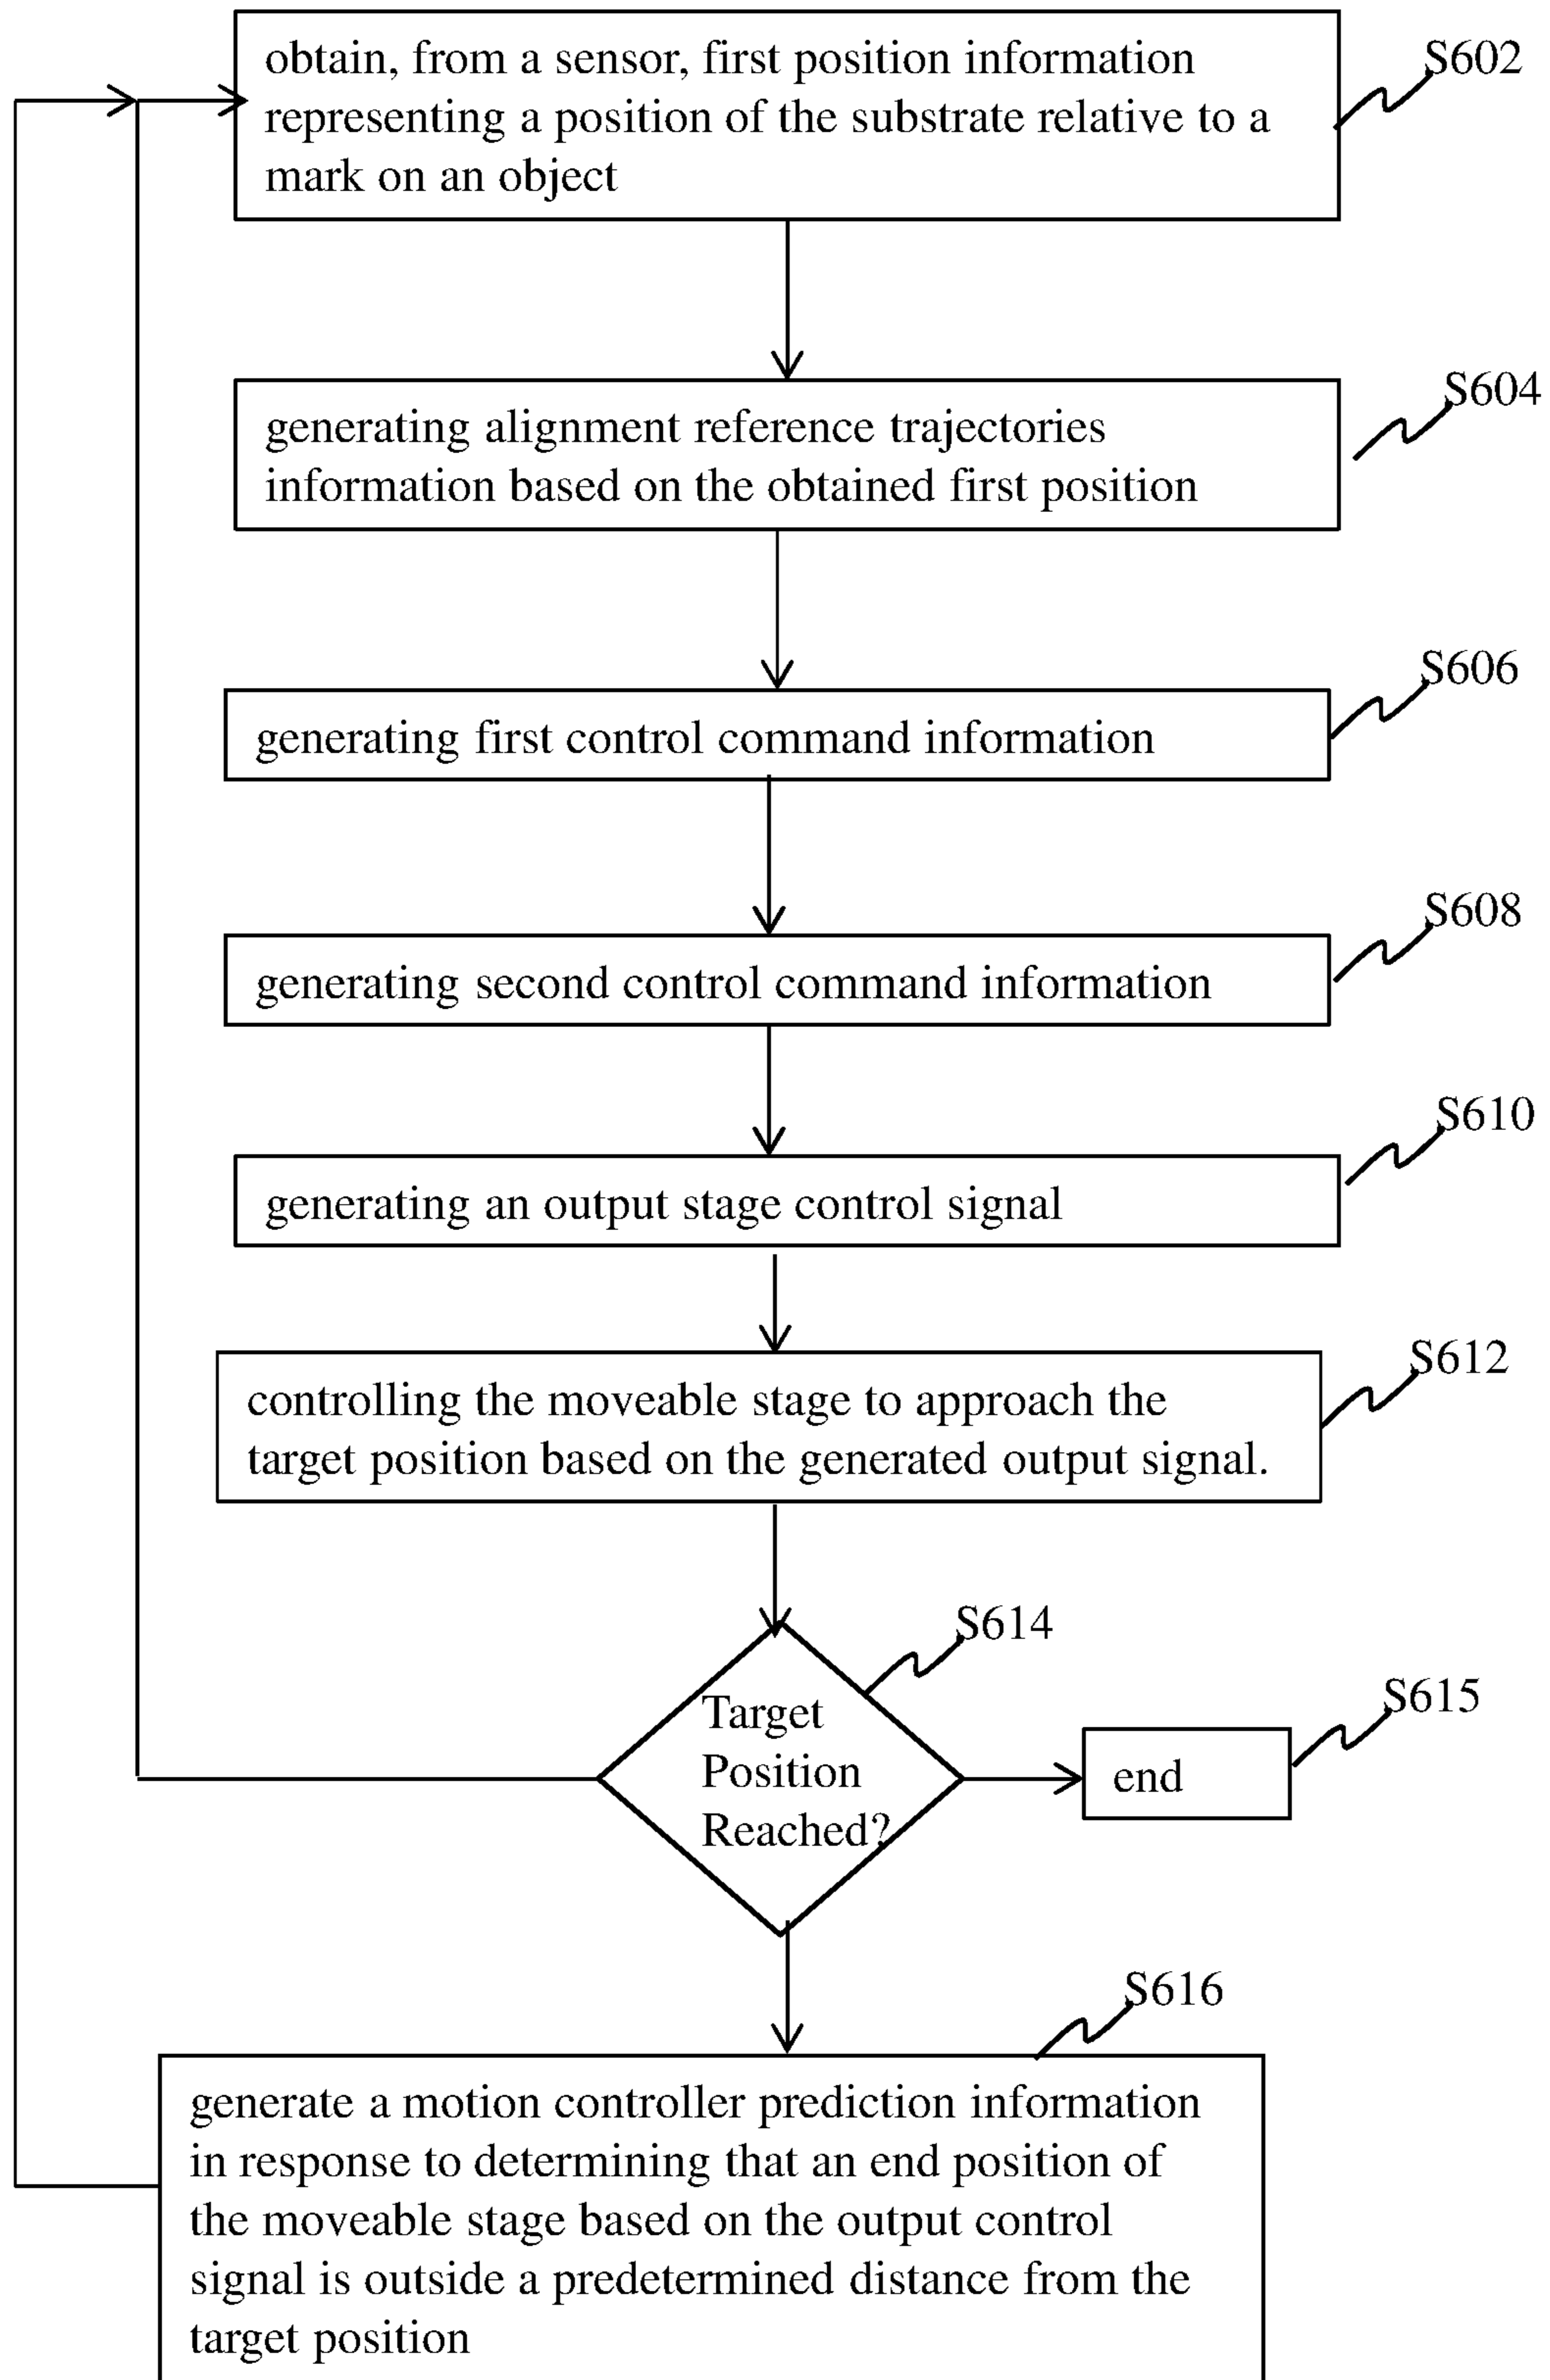 obtain, from a sensor, first position information
representing a position of the substrate relative to a
mark on an object
S602
generating alignment reference trajectories
information based on the obtained first position
S604
generating first control command information
S606
generating second control command information
S608
generating an output stage control signal
S610
controlling the moveable stage to approach the
target position based on the generated output signal.
S612
Target
Position
Reached?
S614
end
S615
generate a motion controller prediction information
in response to determining that an end position of
the moveable stage based on the output control
signal is outside a predetermined distance from the
target position
S616